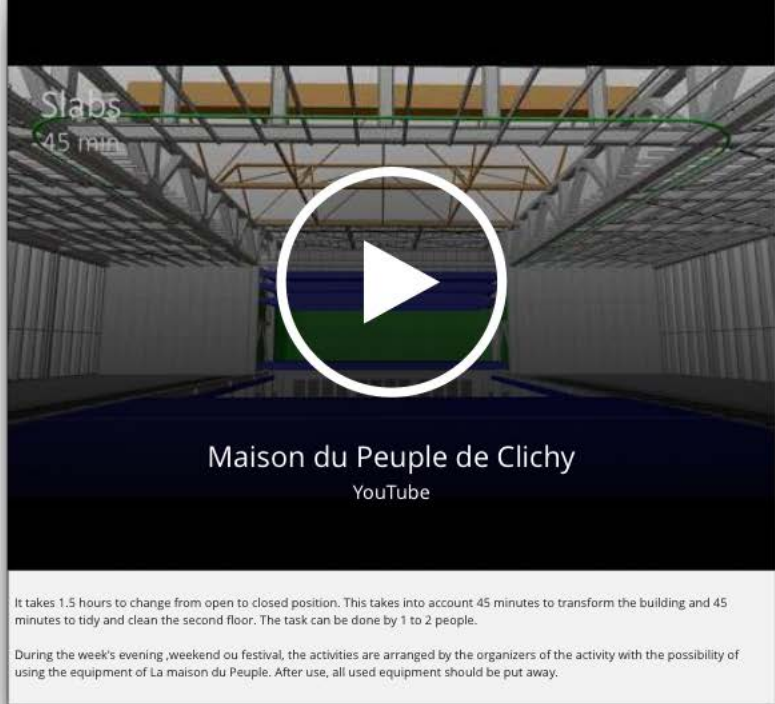 Slabs
45 min
Maison du Peuple de Clichy
YouTube
It takes 1.5 hours to change from open to closed position. This takes into account 45 minutes to transform the building and 45
minutes to tidy and clean the second floor. The task can be done by 1 to 2 people.
During the week's evening ,weekend ou festival, the activities are arranged by the organizers of the activity with the possibility of
using the equipment of La maison du Peuple. After use, all used equipment should be put away.